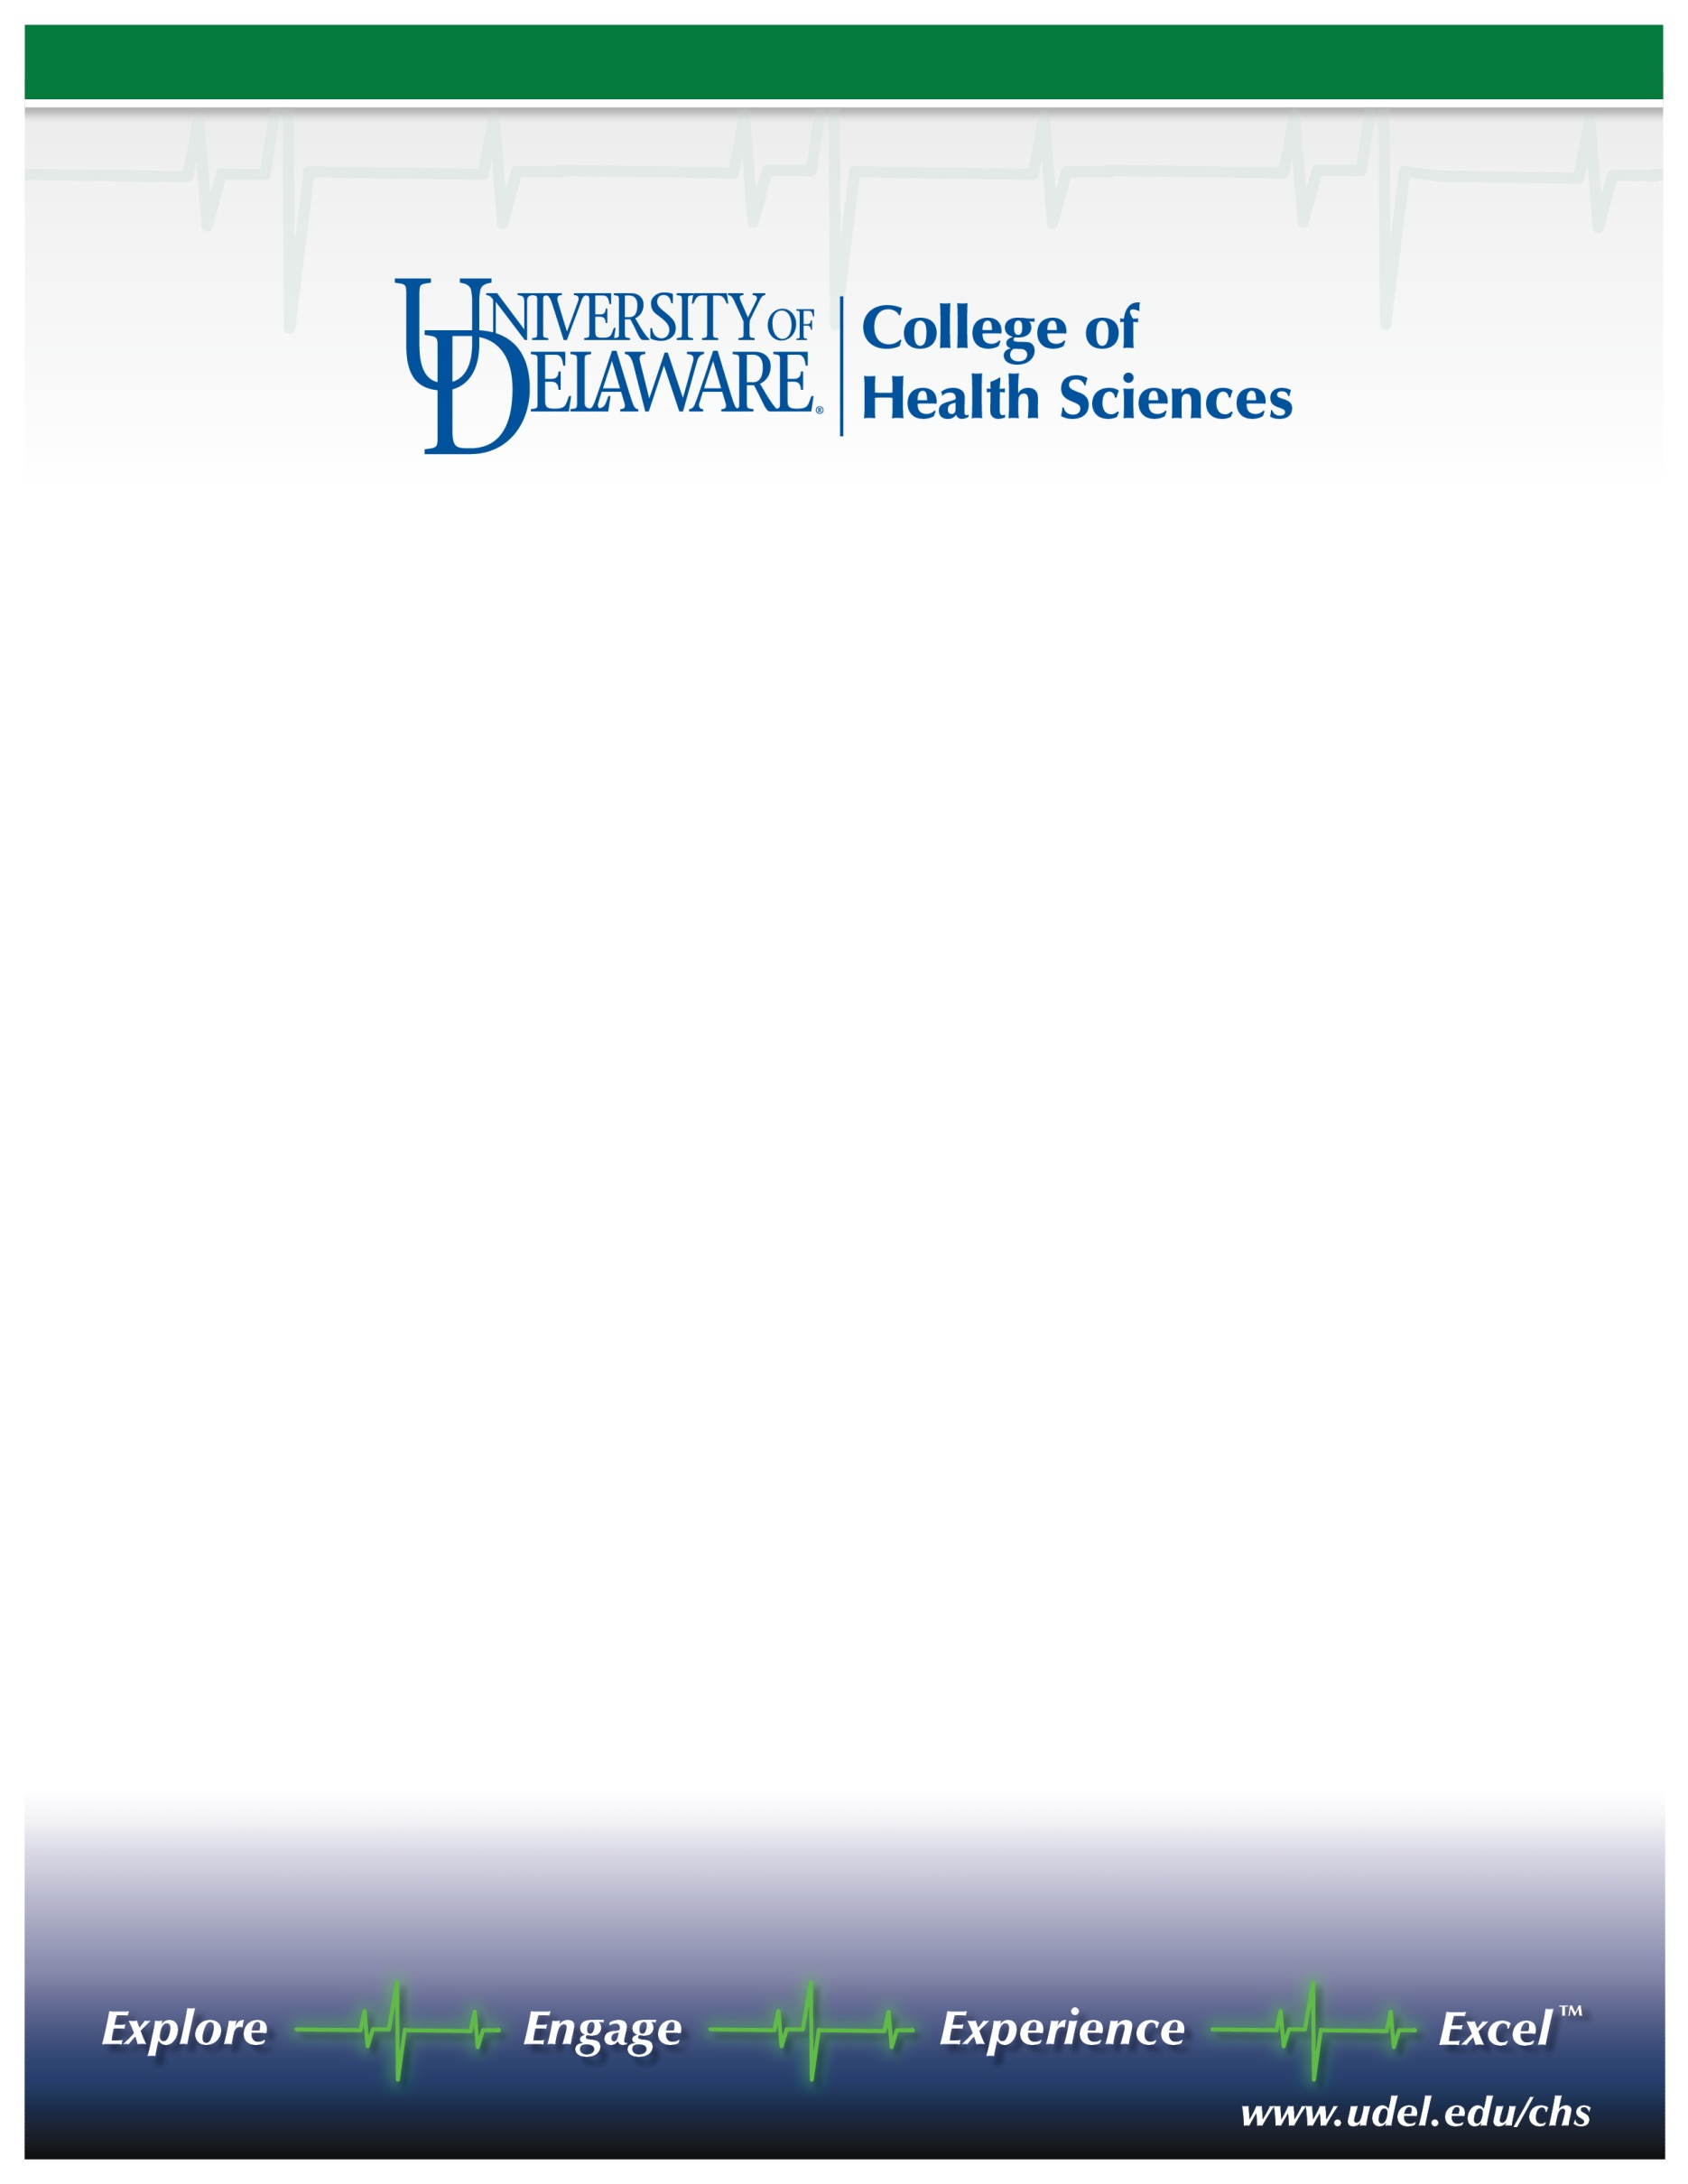 UNIVERSITY OF
DELAWARE®
College of
Health Sciences
Explore Engage Experience Excel™
www.udel.edu/chs